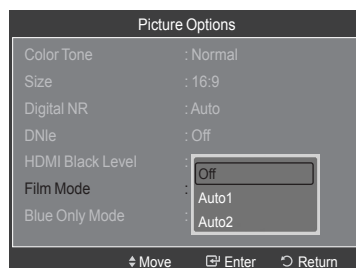 Picture Options
Color Tone : Normal
Size : 16:9
Digital NR : Auto
DNIe : Off
HDMI Black Level :
Off
Film Mode :
Auto1
Blue Only Mode :
Auto2
Move Enter Return